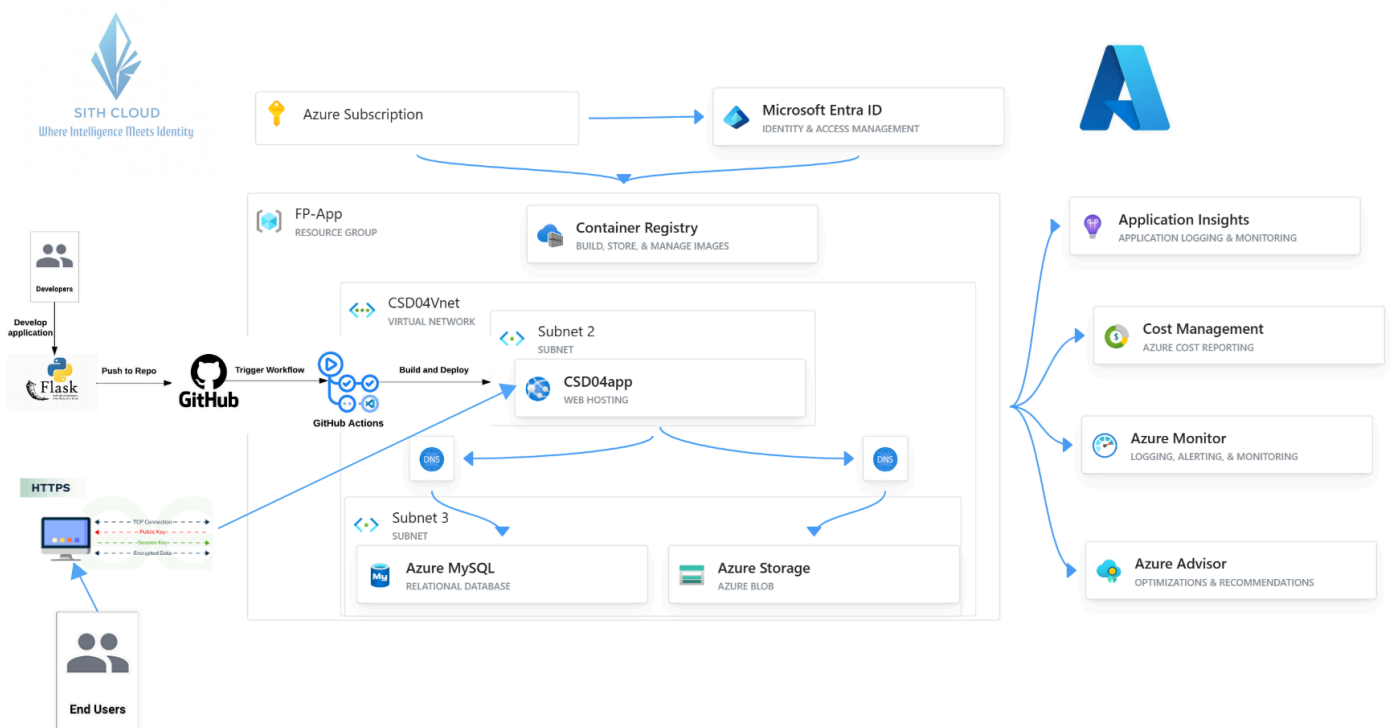 SITH CLOUD
Where Intelligence Meets Identity
Azure Subscription
Microsoft Entra ID
IDENTITY & ACCESS MANAGEMENT
FP-App
RESOURCE GROUP
Container Registry
BUILD, STORE, & MANAGE IMAGES
Application Insights
APPLICATION LOGGING & MONITORING
Developers
Develop
application
Flask
Push to Repo
GitHub
Trigger Workflow
GitHub Actions
Build and Deploy
CSD04Vnet
VIRTUAL NETWORK
Subnet 2
SUBNET
CSD04app
WEB HOSTING
Cost Management
AZURE COST REPORTING
DNS
DNS
Azure Monitor
LOGGING, ALERTING, & MONITORING
HTTPS
TCP Connection
Public Key
Session Key
Encrypted Data
Subnet 3
SUBNET
My
Azure MySQL
RELATIONAL DATABASE
Azure Storage
AZURE BLOB
Azure Advisor
OPTIMIZATIONS & RECOMMENDATIONS
End Users